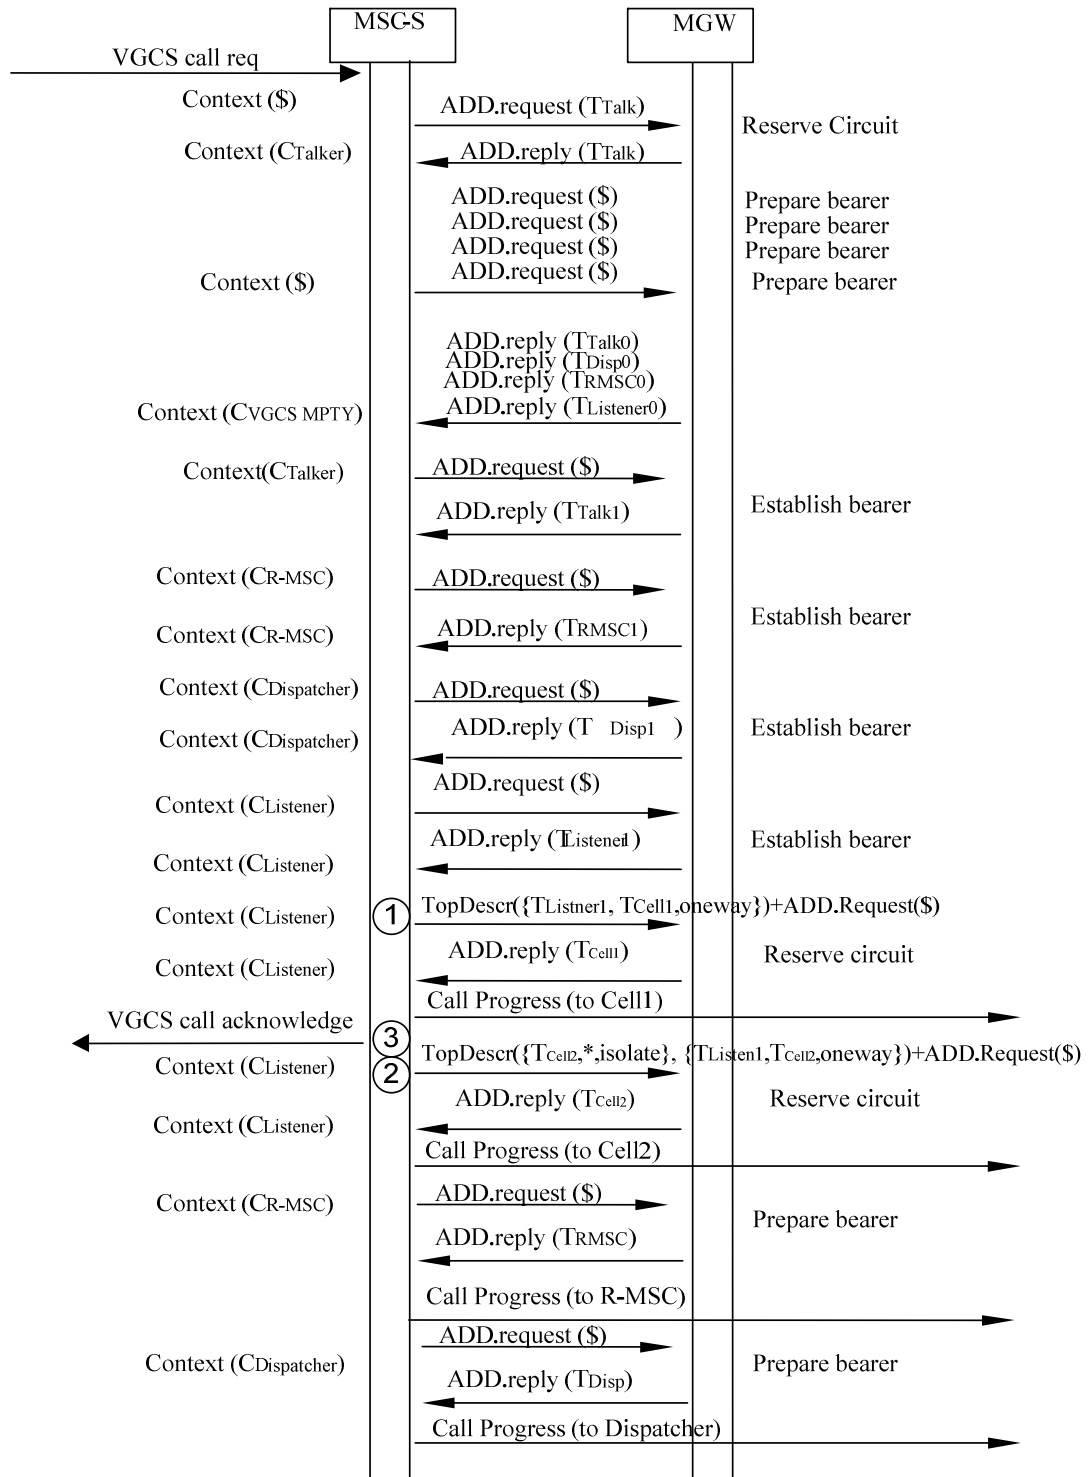 MSC-S
MGW
VGCS call req
Context ($)
ADD.request (TTalk)
Reserve Circuit
Context (CTalker)
ADD.reply (TTalk)
ADD.request ($)
Prepare bearer
ADD.request ($)
Prepare bearer
ADD.request ($)
Prepare bearer
Context ($)
ADD.request ($)
Prepare bearer
ADD.reply (TTalk0)
ADD.reply (TDisp0)
ADD.reply (TRMSC0)
Context (CVGCS MPTY)
ADD.reply (TListener0)
Context(CTalker)
ADD.request ($)
ADD.reply (TTalk1)
Establish bearer
Context (CR-MSC)
ADD.request ($)
Establish bearer
Context (CR-MSC)
ADD.reply (TRMSC1)
Context (CDispatcher)
ADD.request ($)
Context (CDispatcher)
ADD.reply (T Disp1 )
Establish bearer
Context (CListener)
ADD.request ($)
Context (CListener)
ADD.reply (TListener1)
Establish bearer
Context (CListener)
1
TopDescr({TListner1, TCell1,oneway})+ADD.Request($)
Context (CListener)
ADD.reply (TCell1)
Reserve circuit
Call Progress (to Cell1)
VGCS call acknowledge
3
Context (CListener)
2
TopDescr({TCell2,*,isolate}, {TListen1,TCell2,oneway})+ADD.Request($)
Context (CListener)
ADD.reply (TCell2)
Reserve circuit
Call Progress (to Cell2)
Context (CR-MSC)
ADD.request ($)
Prepare bearer
ADD.reply (TRMSC)
Call Progress (to R-MSC)
ADD.request ($)
Context (CDispatcher)
Prepare bearer
ADD.reply (TDisp)
Call Progress (to Dispatcher)